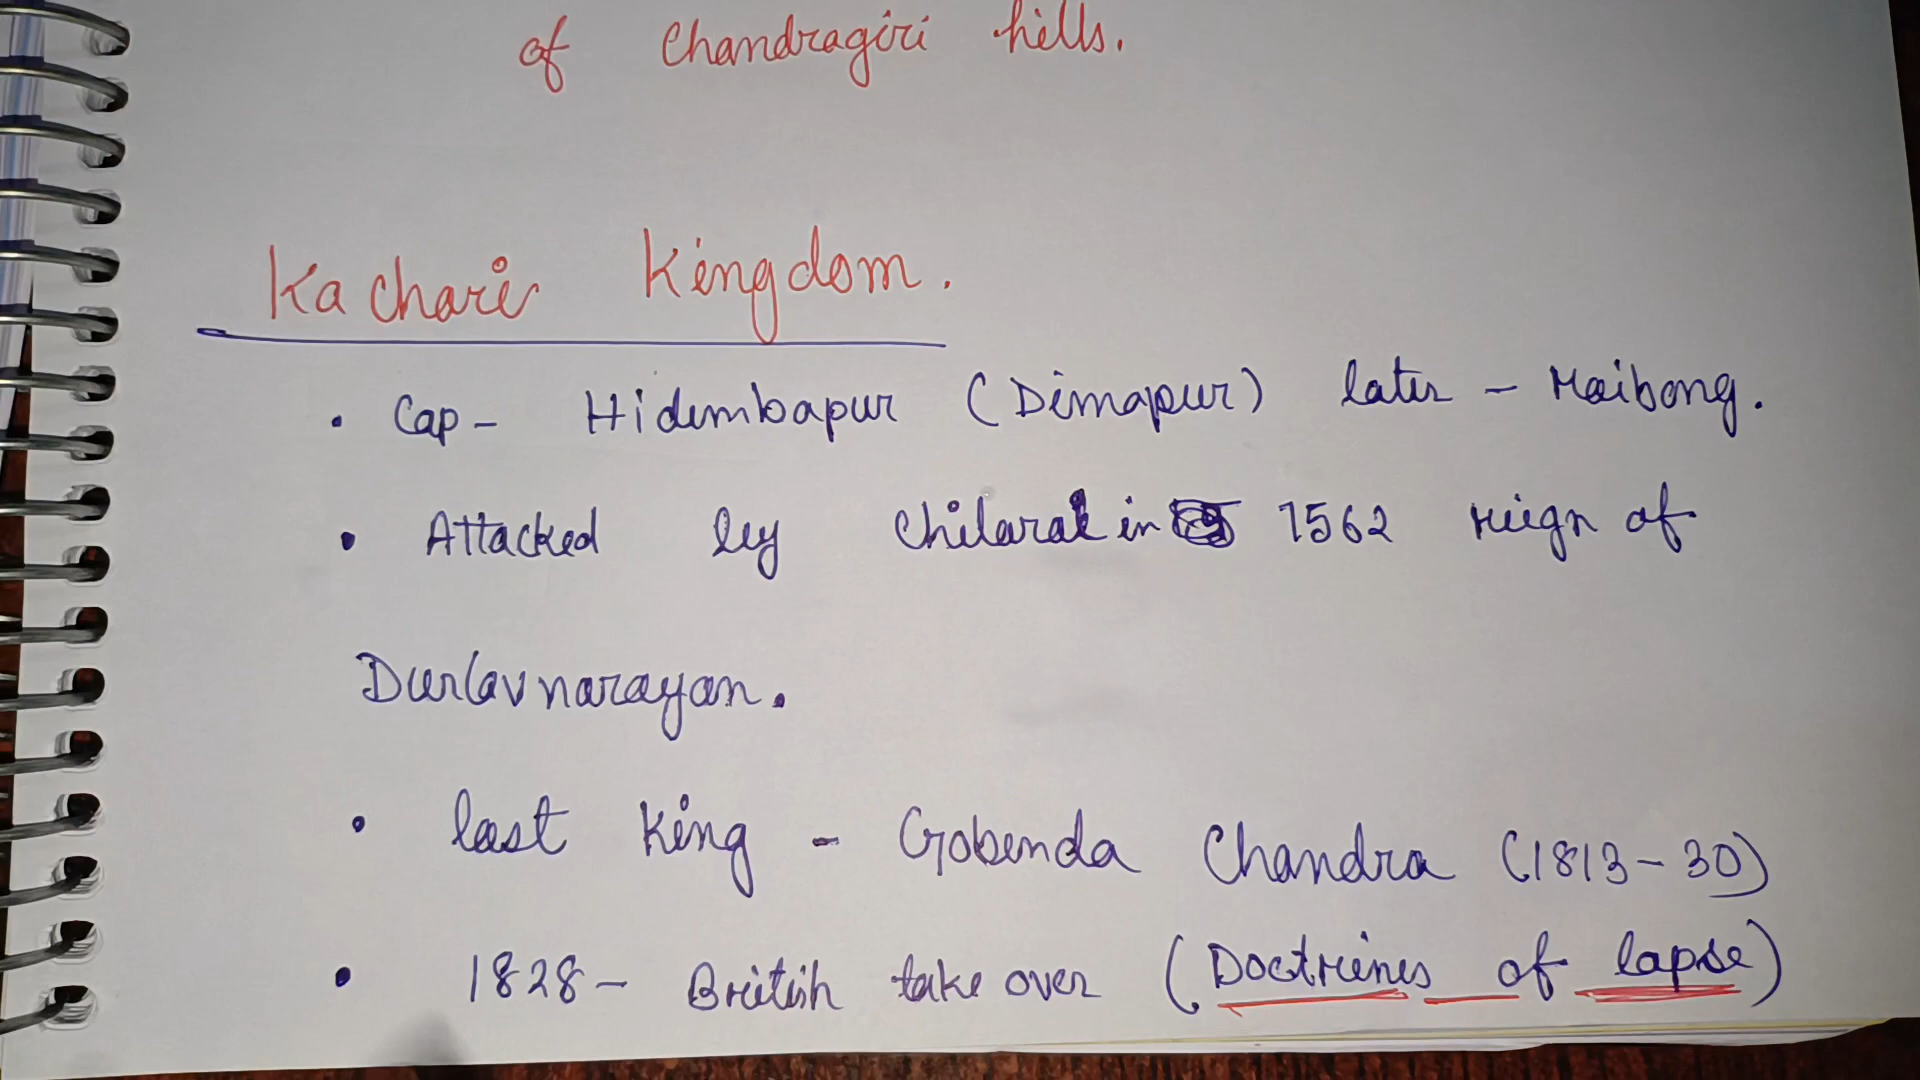 of Chandragiri hills.
Kachari Kingdom.
• Cap- Hidimbapur (Dimapur) later - Maibong.
• Attacked by Chilarai in 1562 reign of
Durlavnarayan.
• last King - Gobinda Chandra (1813-30)
• 1828- British take over (Doctrines of lapse)